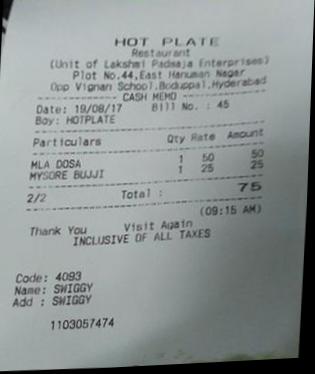 HOT PLATE
Restaurant
(Unit of Lakshmi Padmaja Enterprises)
Plot No.44,East Hanuman Nagar
Opp Vignan School,Boduppal,Hyderabad
CASH MEMO
Date: 19/08/17 Bill No. : 45
Boy: HOTPLATE
Particulars Qty Rate Amount
MLA DOSA 1 50 50
MYSORE BUJJI 1 25 25
2/2 Total : 75
(09:15 AM)
Thank You Visit Again
INCLUSIVE OF ALL TAXES
Code: 4093
Name: SWIGGY
Add : SWIGGY
1103057474